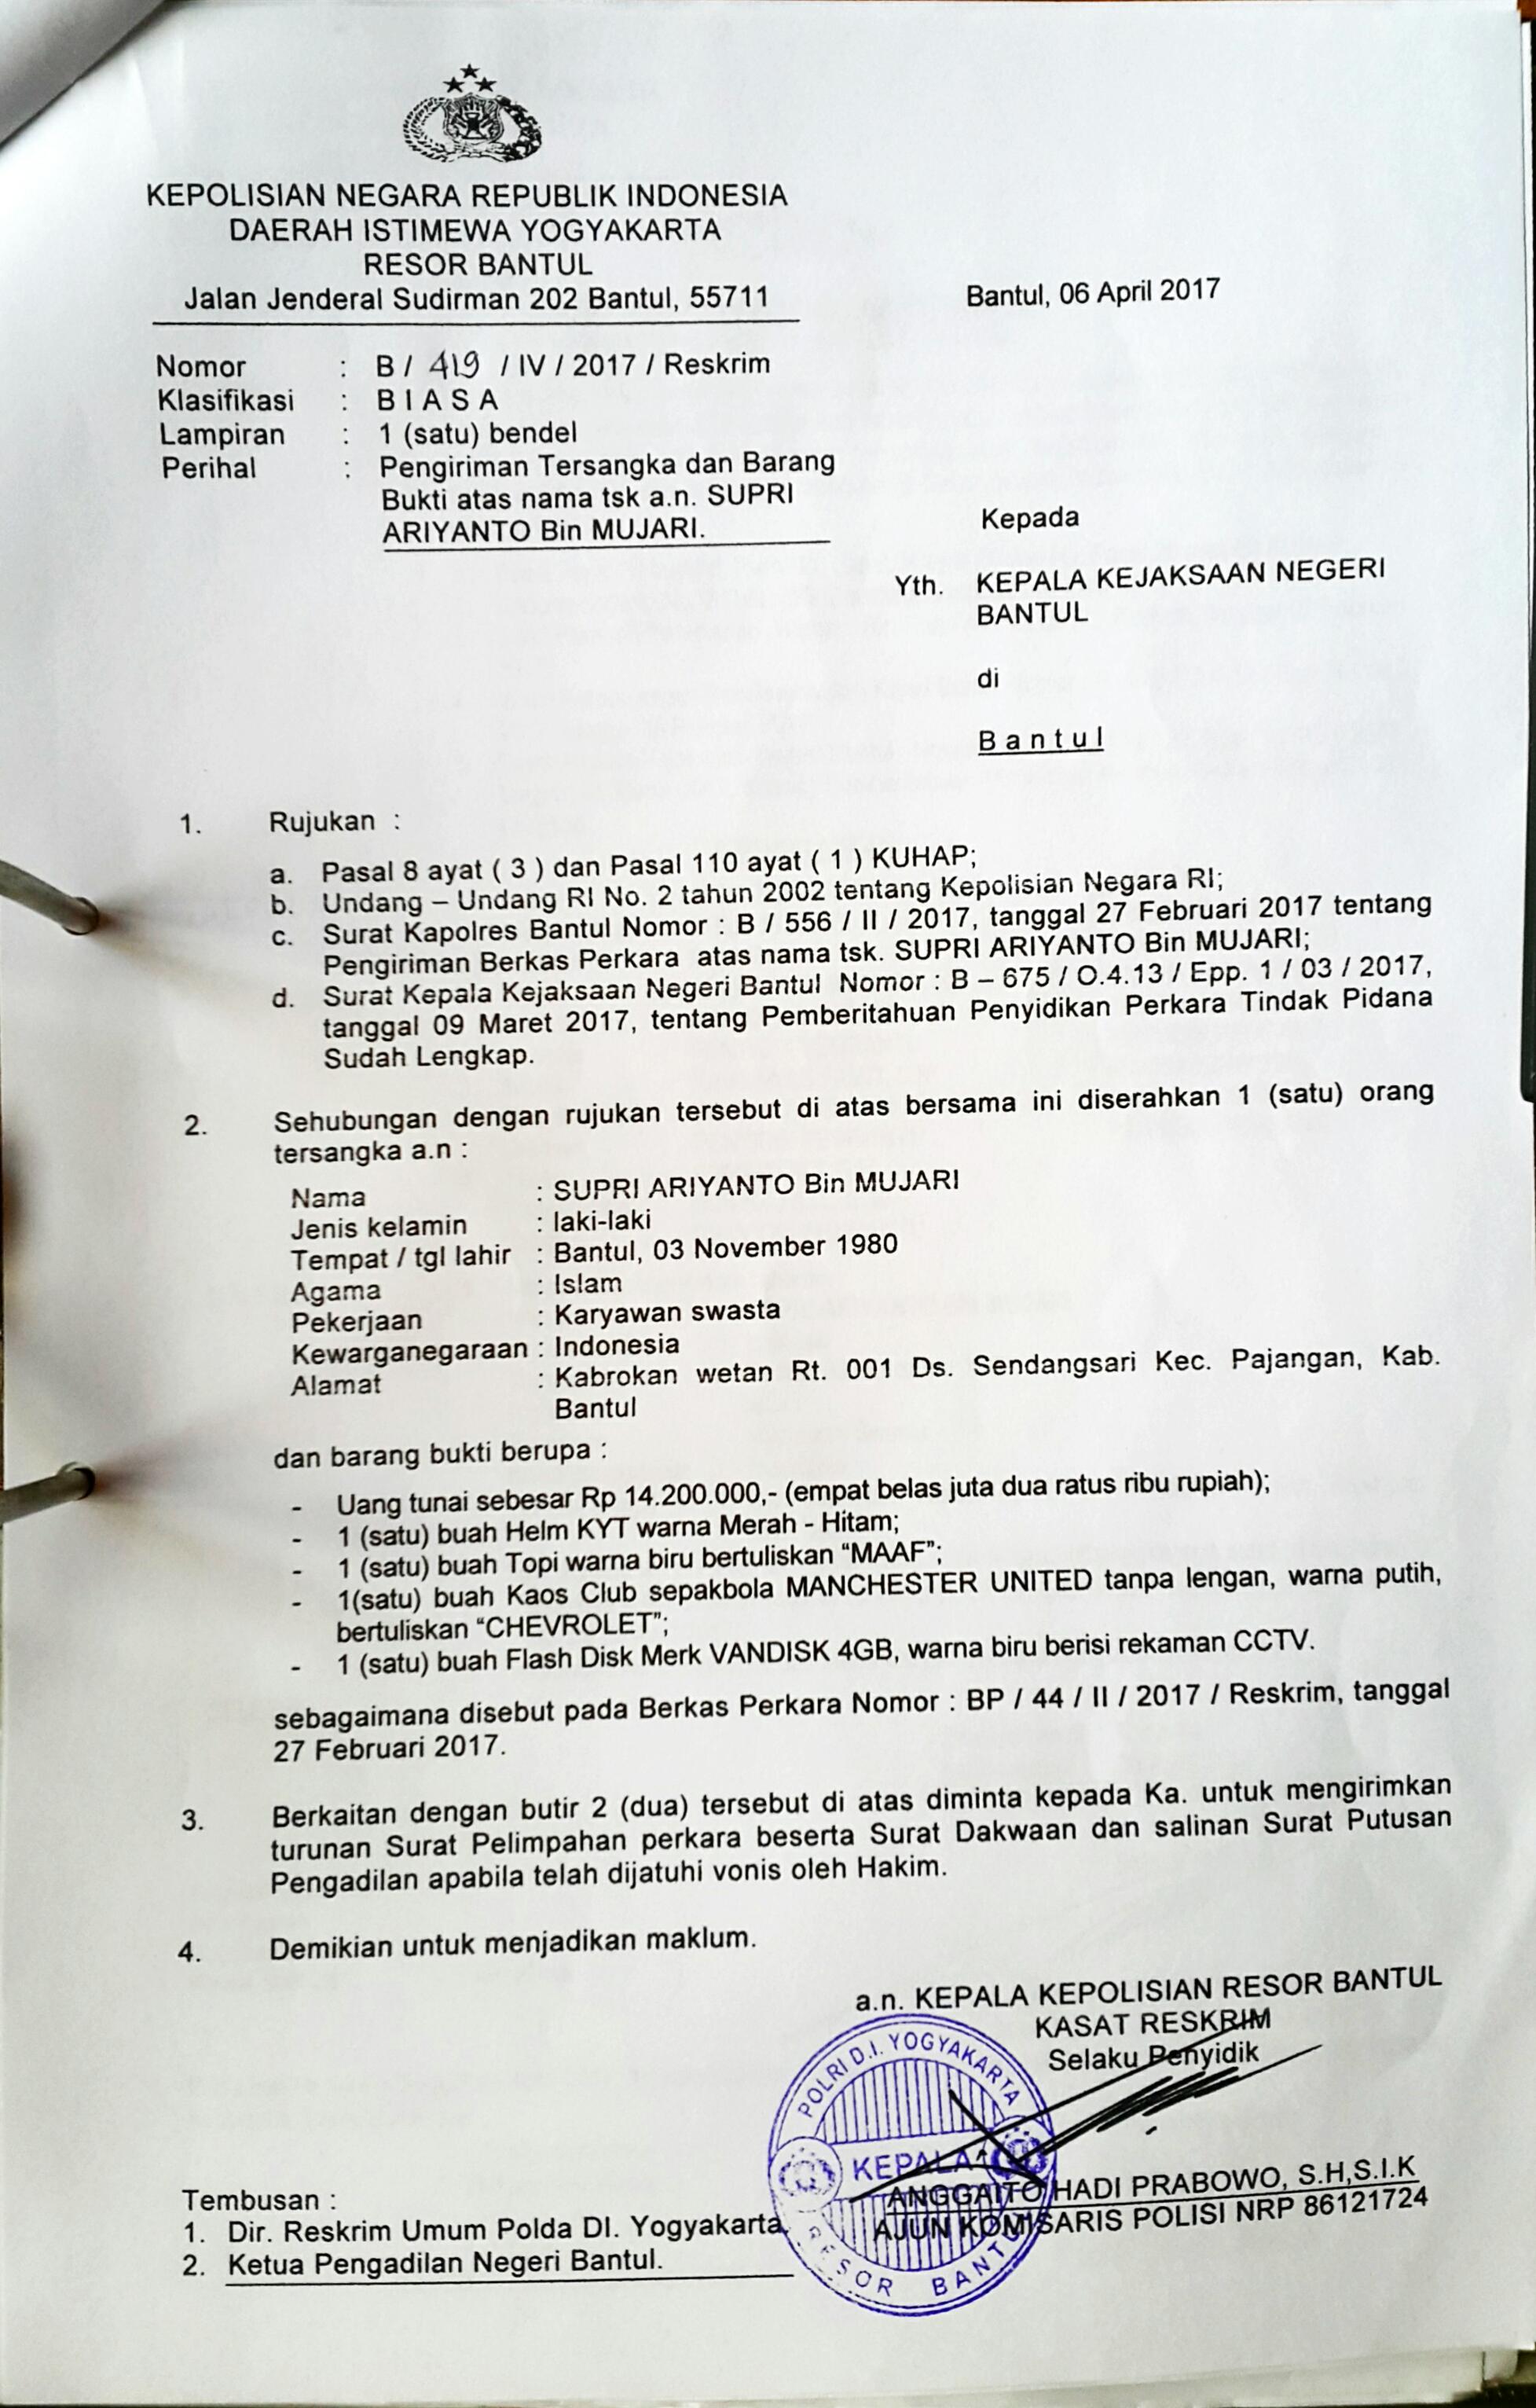 KEPOLISIAN NEGARA REPUBLIK INDONESIA
DAERAH ISTIMEWA YOGYAKARTA
RESOR BANTUL
Jalan Jenderal Sudirman 202 Bantul, 55711
Bantul, 06 April 2017
Nomor : B / 419 / IV / 2017 / Reskrim
Klasifikasi : B I A S A
Lampiran : 1 (satu) bendel
Perihal : Pengiriman Tersangka dan Barang
Bukti atas nama tsk a.n. SUPRI
ARIYANTO Bin MUJARI.
Kepada
Yth. KEPALA KEJAKSAAN NEGERI
BANTUL
di
B a n t u l
1. Rujukan :
a. Pasal 8 ayat ( 3 ) dan Pasal 110 ayat ( 1 ) KUHAP;
b. Undang – Undang RI No. 2 tahun 2002 tentang Kepolisian Negara RI;
c. Surat Kapolres Bantul Nomor : B / 556 / II / 2017, tanggal 27 Februari 2017 tentang
Pengiriman Berkas Perkara atas nama tsk. SUPRI ARIYANTO Bin MUJARI;
d. Surat Kepala Kejaksaan Negeri Bantul Nomor : B – 675 / O.4.13 / Epp. 1 / 03 / 2017,
tanggal 09 Maret 2017, tentang Pemberitahuan Penyidikan Perkara Tindak Pidana
Sudah Lengkap.
2. Sehubungan dengan rujukan tersebut di atas bersama ini diserahkan 1 (satu) orang
tersangka a.n :
Nama : SUPRI ARIYANTO Bin MUJARI
Jenis kelamin : laki-laki
Tempat / tgl lahir : Bantul, 03 November 1980
Agama : Islam
Pekerjaan : Karyawan swasta
Kewarganegaraan : Indonesia
Alamat : Kabrokan wetan Rt. 001 Ds. Sendangsari Kec. Pajangan, Kab.
Bantul
dan barang bukti berupa :
- Uang tunai sebesar Rp 14.200.000,- (empat belas juta dua ratus ribu rupiah);
- 1 (satu) buah Helm KYT warna Merah - Hitam;
- 1 (satu) buah Topi warna biru bertuliskan “MAAF”;
- 1(satu) buah Kaos Club sepakbola MANCHESTER UNITED tanpa lengan, warna putih,
bertuliskan “CHEVROLET”;
- 1 (satu) buah Flash Disk Merk VANDISK 4GB, warna biru berisi rekaman CCTV.
sebagaimana disebut pada Berkas Perkara Nomor : BP / 44 / II / 2017 / Reskrim, tanggal
27 Februari 2017.
3. Berkaitan dengan butir 2 (dua) tersebut di atas diminta kepada Ka. untuk mengirimkan
turunan Surat Pelimpahan perkara beserta Surat Dakwaan dan salinan Surat Putusan
Pengadilan apabila telah dijatuhi vonis oleh Hakim.
4. Demikian untuk menjadikan maklum.
a.n. KEPALA KEPOLISIAN RESOR BANTUL
KASAT RESKRIM
Selaku Penyidik
POLRI D.I. YOGYAKARTA
KEPALA
RESOR BANTUL
ANGGAITO HADI PRABOWO, S.H,S.I.K
AJUN KOMISARIS POLISI NRP 86121724
Tembusan :
1. Dir. Reskrim Umum Polda DI. Yogyakarta.
2. Ketua Pengadilan Negeri Bantul.